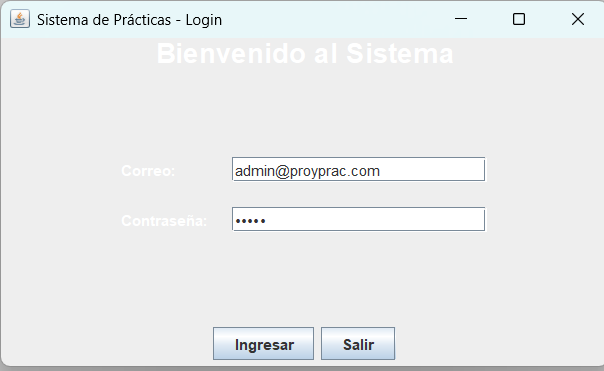 Sistema de Prácticas - Login
Bienvenido al Sistema
Correo: admin@proyprac.com
Contraseña: •••••
Ingresar Salir